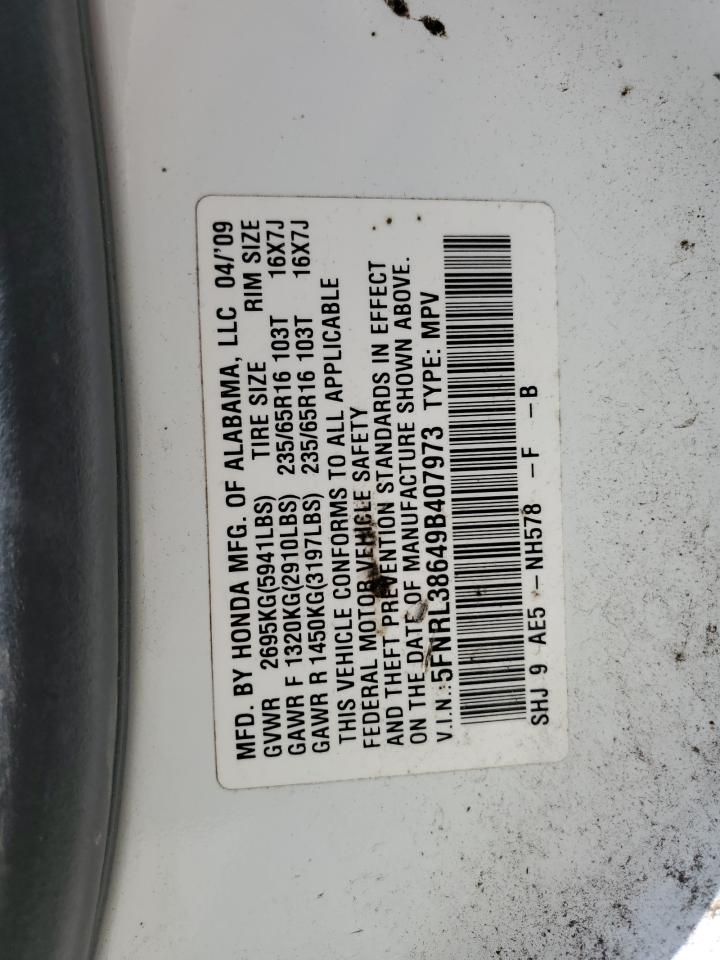 MFD. BY HONDA MFG. OF ALABAMA, LLC 04/'09
GVWR 2695KG(5941LBS) TIRE SIZE RIM SIZE
GAWR F 1320KG(2910LBS) 235/65R16 103T 16X7J
GAWR R 1450KG(3197LBS) 235/65R16 103T 16X7J
THIS VEHICLE CONFORMS TO ALL APPLICABLE
FEDERAL MOTOR VEHICLE SAFETY
AND THEFT PREVENTION STANDARDS IN EFFECT
ON THE DATE OF MANUFACTURE SHOWN ABOVE.
V.I.N.:5FNRL38649B407973 TYPE: MPV
SHJ 9 AE5 -NH578 -F -B